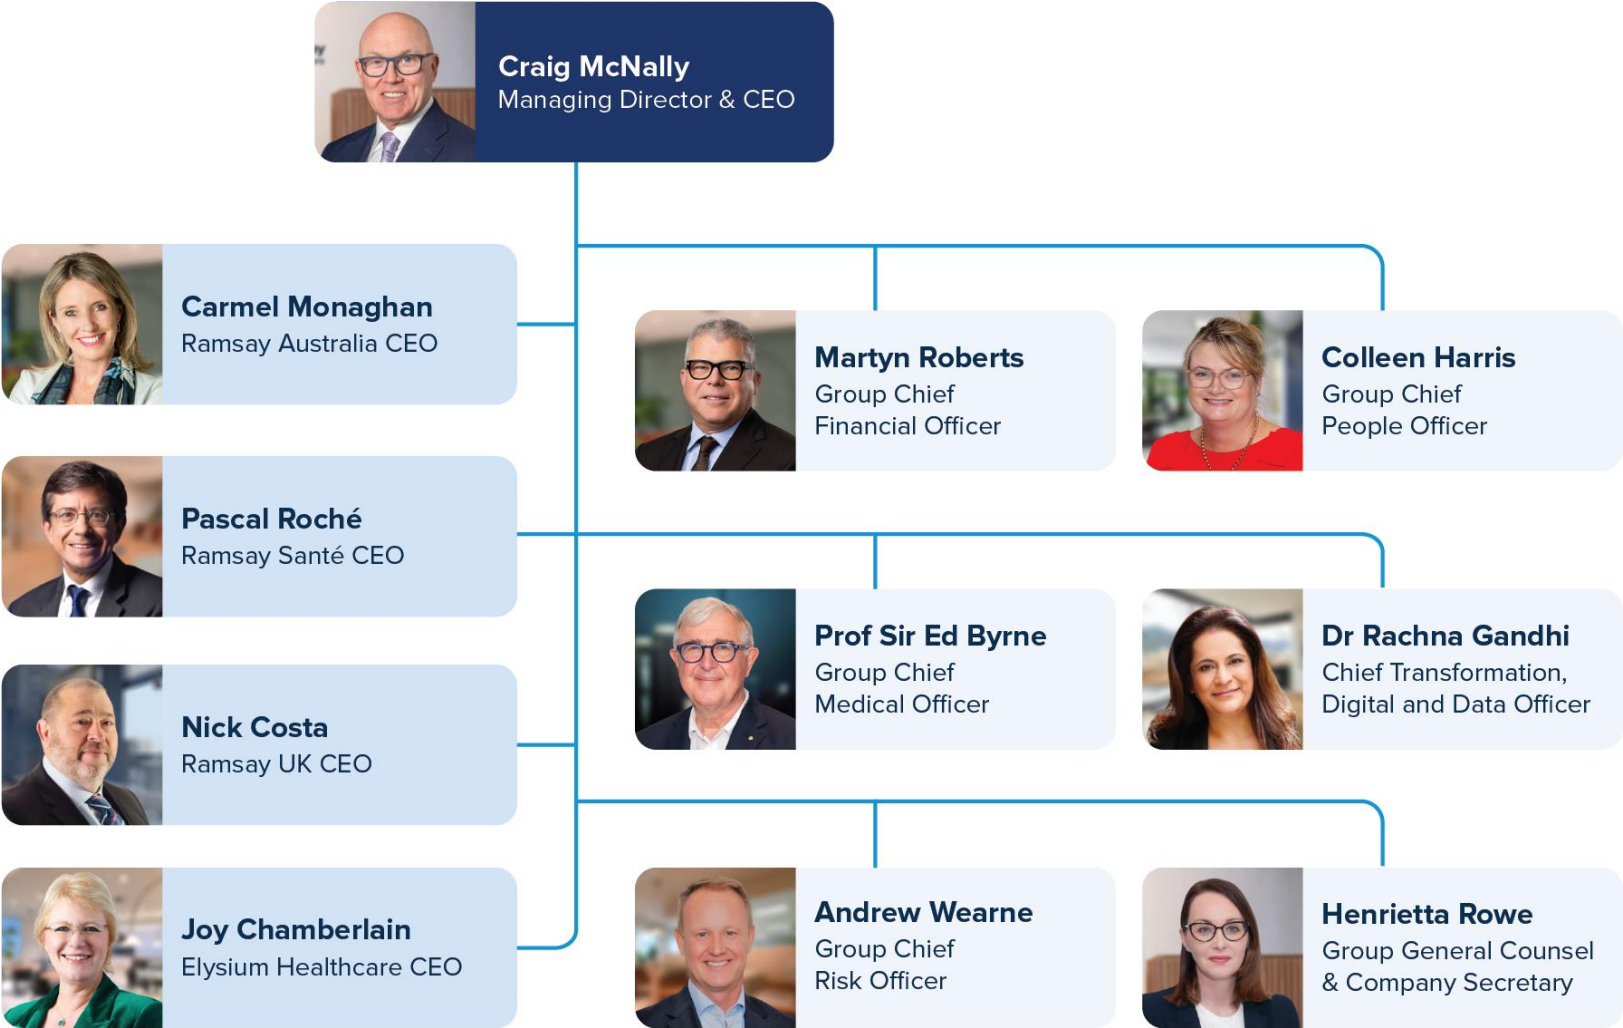 Craig McNally
Managing Director & CEO
Carmel Monaghan
Ramsay Australia CEO
Martyn Roberts
Group Chief
Financial Officer
Colleen Harris
Group Chief
People Officer
Pascal Roché
Ramsay Santé CEO
Prof Sir Ed Byrne
Group Chief
Medical Officer
Dr Rachna Gandhi
Chief Transformation,
Digital and Data Officer
Nick Costa
Ramsay UK CEO
Joy Chamberlain
Elysium Healthcare CEO
Andrew Wearne
Group Chief
Risk Officer
Henrietta Rowe
Group General Counsel
& Company Secretary